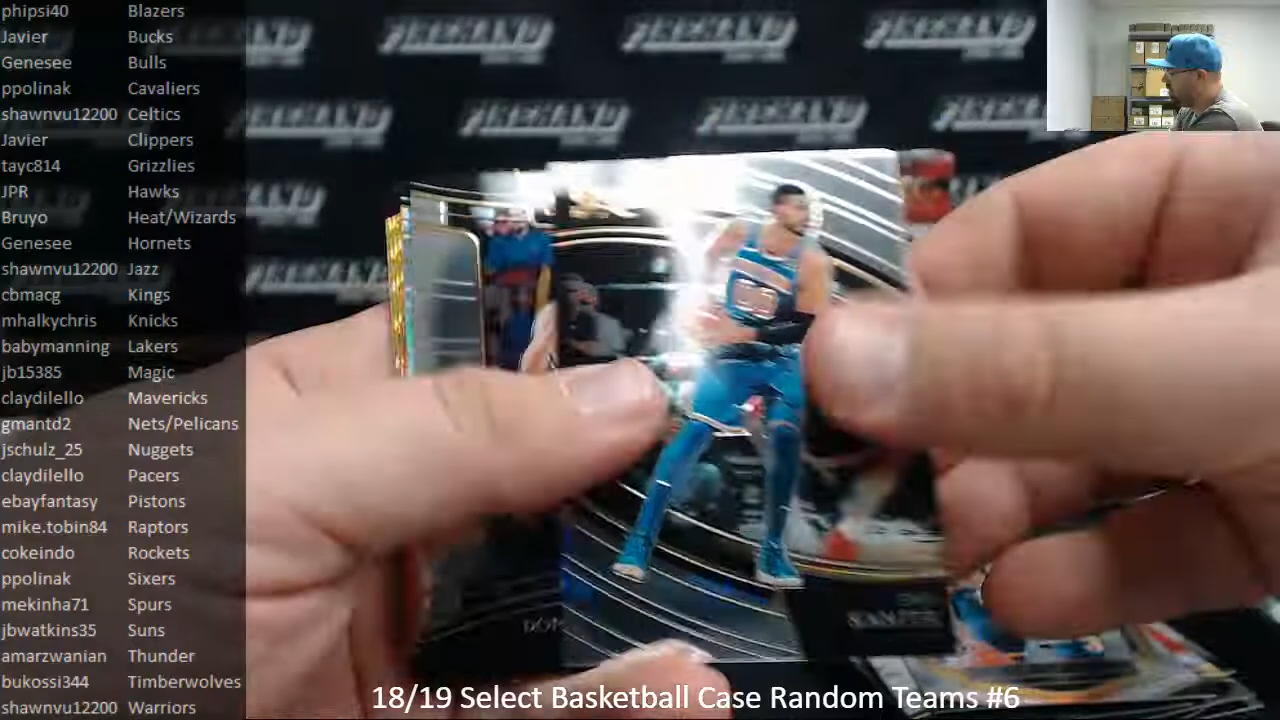 phipsi40 Blazers
Javier Bucks
Genesee Bulls
ppolinak Cavaliers
shawnvu12200 Celtics
Javier Clippers
tayc814 Grizzlies
JPR Hawks
Bruyo Heat/Wizards
Genesee Hornets
shawnvu12200 Jazz
cbmacg Kings
mhalkychris Knicks
babymanning Lakers
jb15385 Magic
claydilello Mavericks
gmantd2 Nets/Pelicans
jschulz_25 Nuggets
claydilello Pacers
ebayfantasy Pistons
mike.tobin84 Raptors
cokeindo Rockets
ppolinak Sixers
mekinha71 Spurs
jbwatkins35 Suns
amarzwanian Thunder
bukossi344 Timberwolves
shawnvu12200 Warriors
18/19 Select Basketball Case Random Teams #6